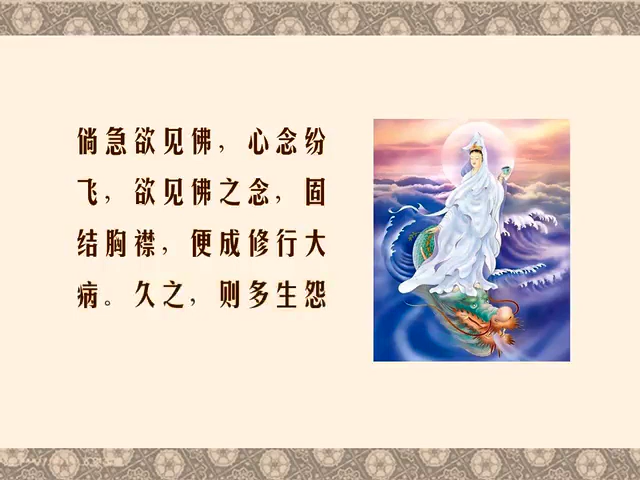 倘急欲见佛，心念纷
飞，欲见佛之念，固
结胸襟，便成修行大
病。久之，则多生怨